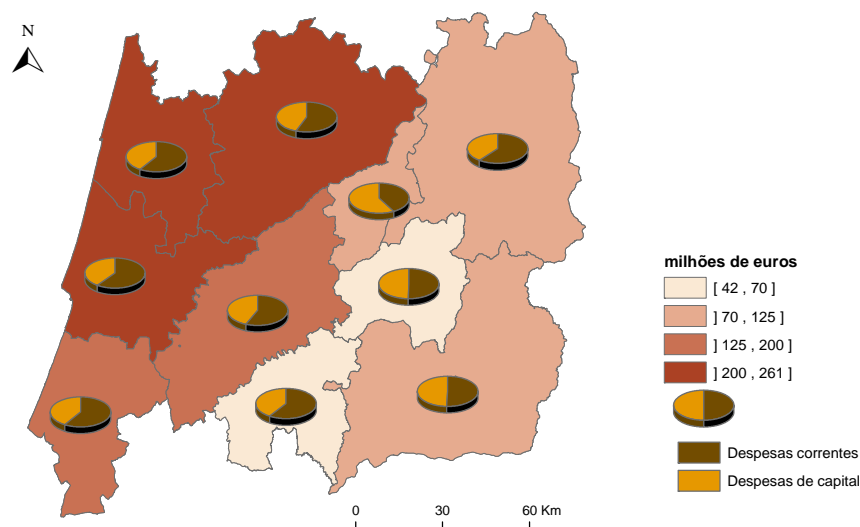 N
milhões de euros
[ 42 , 70 ]
] 70 , 125 ]
] 125 , 200 ]
] 200 , 261 ]
Despesas correntes
Despesas de capital
0 30 60 Km